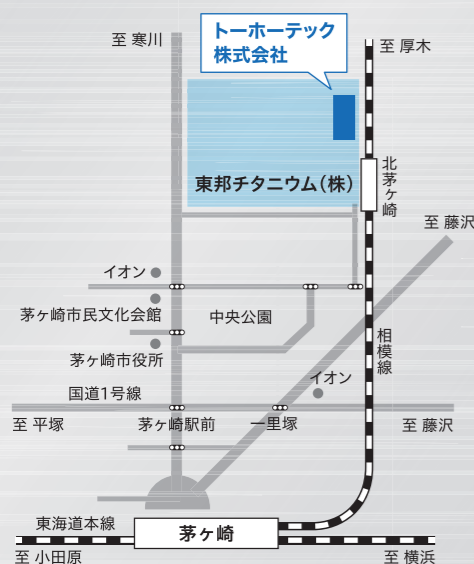 至 寒川
トーホーテック
株式会社
至 厚木
東邦チタニウム(株)
北茅ヶ崎
至 藤沢
イオン
茅ヶ崎市民文化会館
中央公園
茅ヶ崎市役所
相模線
イオン
国道1号線
至 平塚
茅ヶ崎駅前
一里塚
至 藤沢
東海道本線
茅ヶ崎
至 小田原
至 横浜